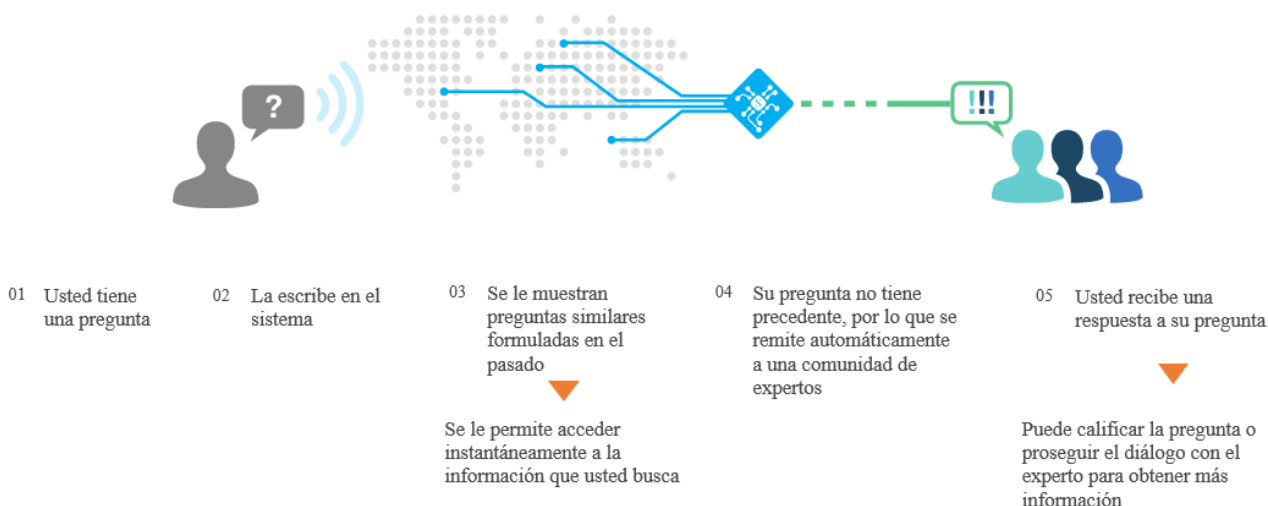 ?
!!!
01 Usted tiene
una pregunta
02 La escribe en el
sistema
03 Se le muestran
preguntas similares
formuladas en el
pasado
Se le permite acceder
instantáneamente a la
información que usted busca
04 Su pregunta no tiene
precedente, por lo que se
remite automáticamente
a una comunidad de
expertos
05 Usted recibe una
respuesta a su pregunta
Puede calificar la pregunta o
proseguir el diálogo con el
experto para obtener más
información